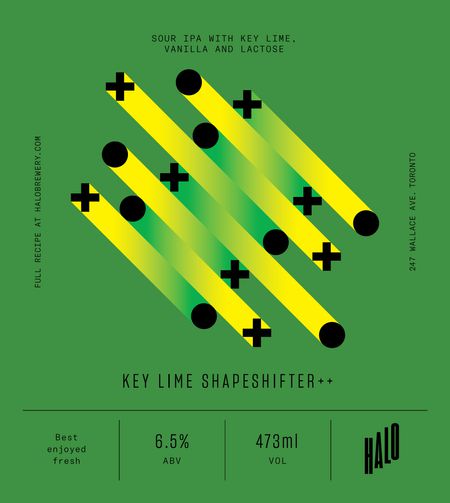 SOUR IPA WITH KEY LIME,
VANILLA AND LACTOSE
FULL RECIPE AT HALOBREWERY.COM
247 WALLACE AVE. TORONTO
KEY LIME SHAPESHIFTER++
Best
enjoyed
fresh
6.5%
ABV
473ml
VOL
HALO